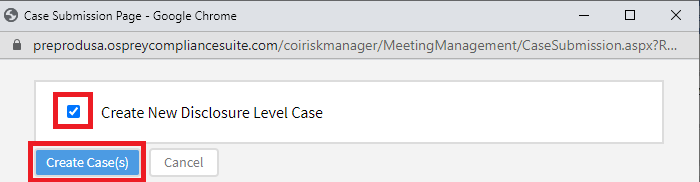 Case Submission Page - Google Chrome
preprodusa.ospreycompliancesuite.com/coiriskmanager/MeetingManagement/CaseSubmission.aspx?R...
Create New Disclosure Level Case
Create Case(s) Cancel